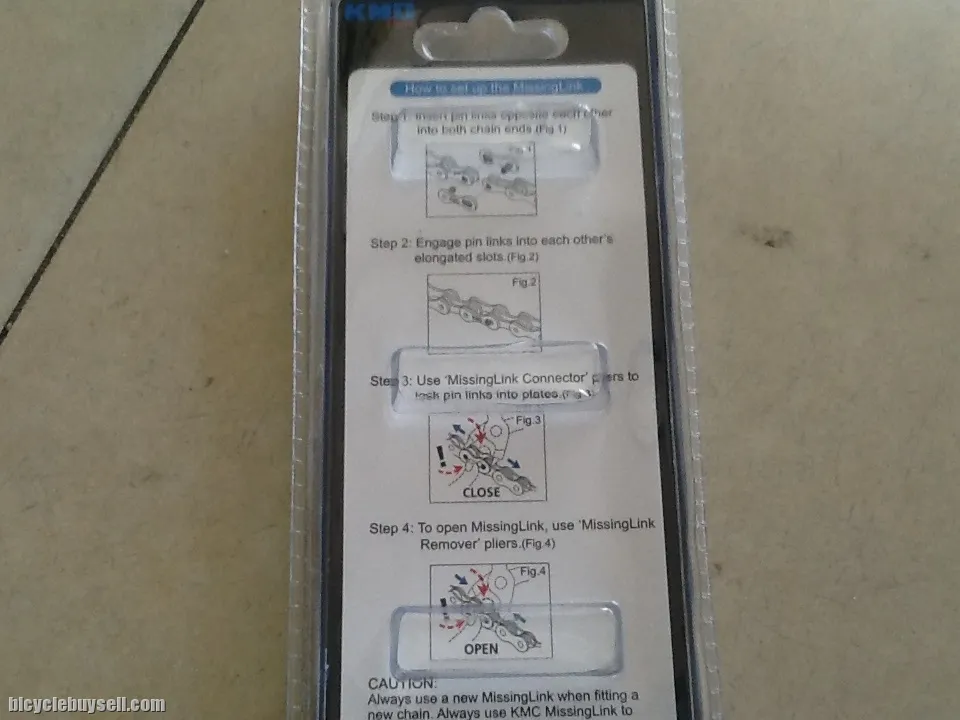 KMC
How to set up the MissingLink
Step 1: Insert pin links opposite each other
into both chain ends.(Fig.1)
Step 2: Engage pin links into each other's
elongated slots.(Fig.2)
Fig.2
Step 3: Use 'MissingLink Connector' pliers to
lock pin links into plates.(Fig.3)
Fig.3
!
CLOSE
Step 4: To open MissingLink, use 'MissingLink
Remover' pliers.(Fig.4)
Fig.4
!
OPEN
CAUTION:
Always use a new MissingLink when fitting a
new chain. Always use KMC MissingLink to
bicyclebuysell.com